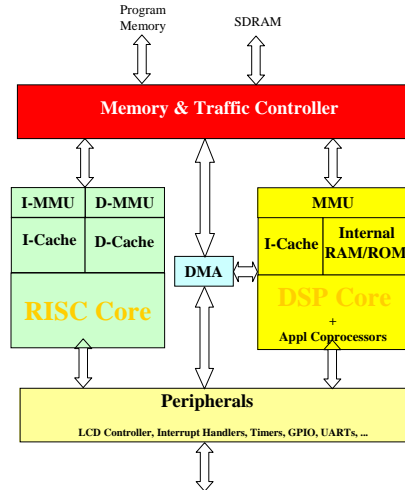 Program
Memory
SDRAM
Memory & Traffic Controller
I-MMU
D-MMU
I-Cache
D-Cache
RISC Core
DMA
MMU
I-Cache
Internal
RAM/ROM
DSP Core
+
Appl Coprocessors
Peripherals
LCD Controller, Interrupt Handlers, Timers, GPIO, UARTs, ...